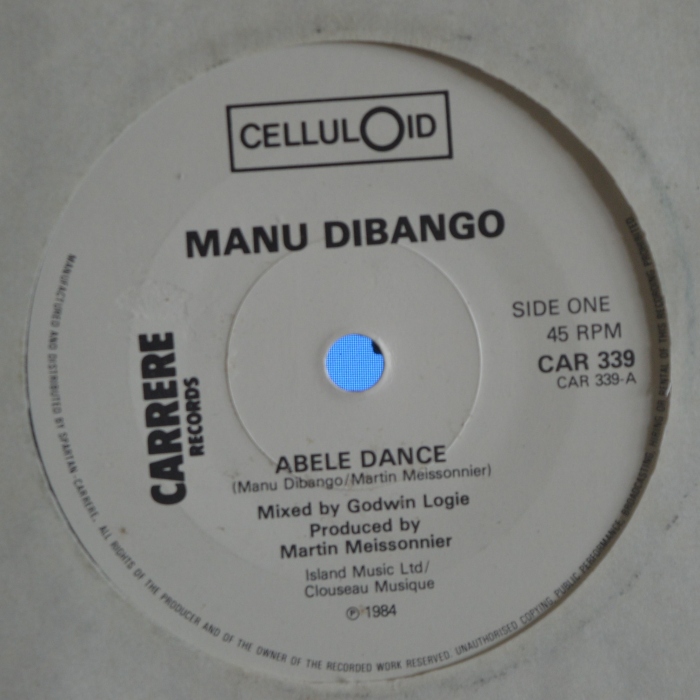 CELLULOID
MANU DIBANGO
SIDE ONE
45 RPM
CAR 339
CAR 339-A
CARRERE
RECORDS
ABELE DANCE
(Manu Dibango/Martin Meissonnier)
Mixed by Godwin Logie
Produced by
Martin Meissonnier
Island Music Ltd/
Clouseau Musique
℗ 1984
MANUFACTURED AND DISTRIBUTED BY SPARTAN-CARRERE. ALL RIGHTS OF THE PRODUCER AND OF THE OWNER OF THE RECORDED WORK RESERVED. UNAUTHORISED COPYING, PUBLIC PERFORMANCE, BROADCASTING, HIRING OR RENTAL OF THIS RECORDING PROHIBITED